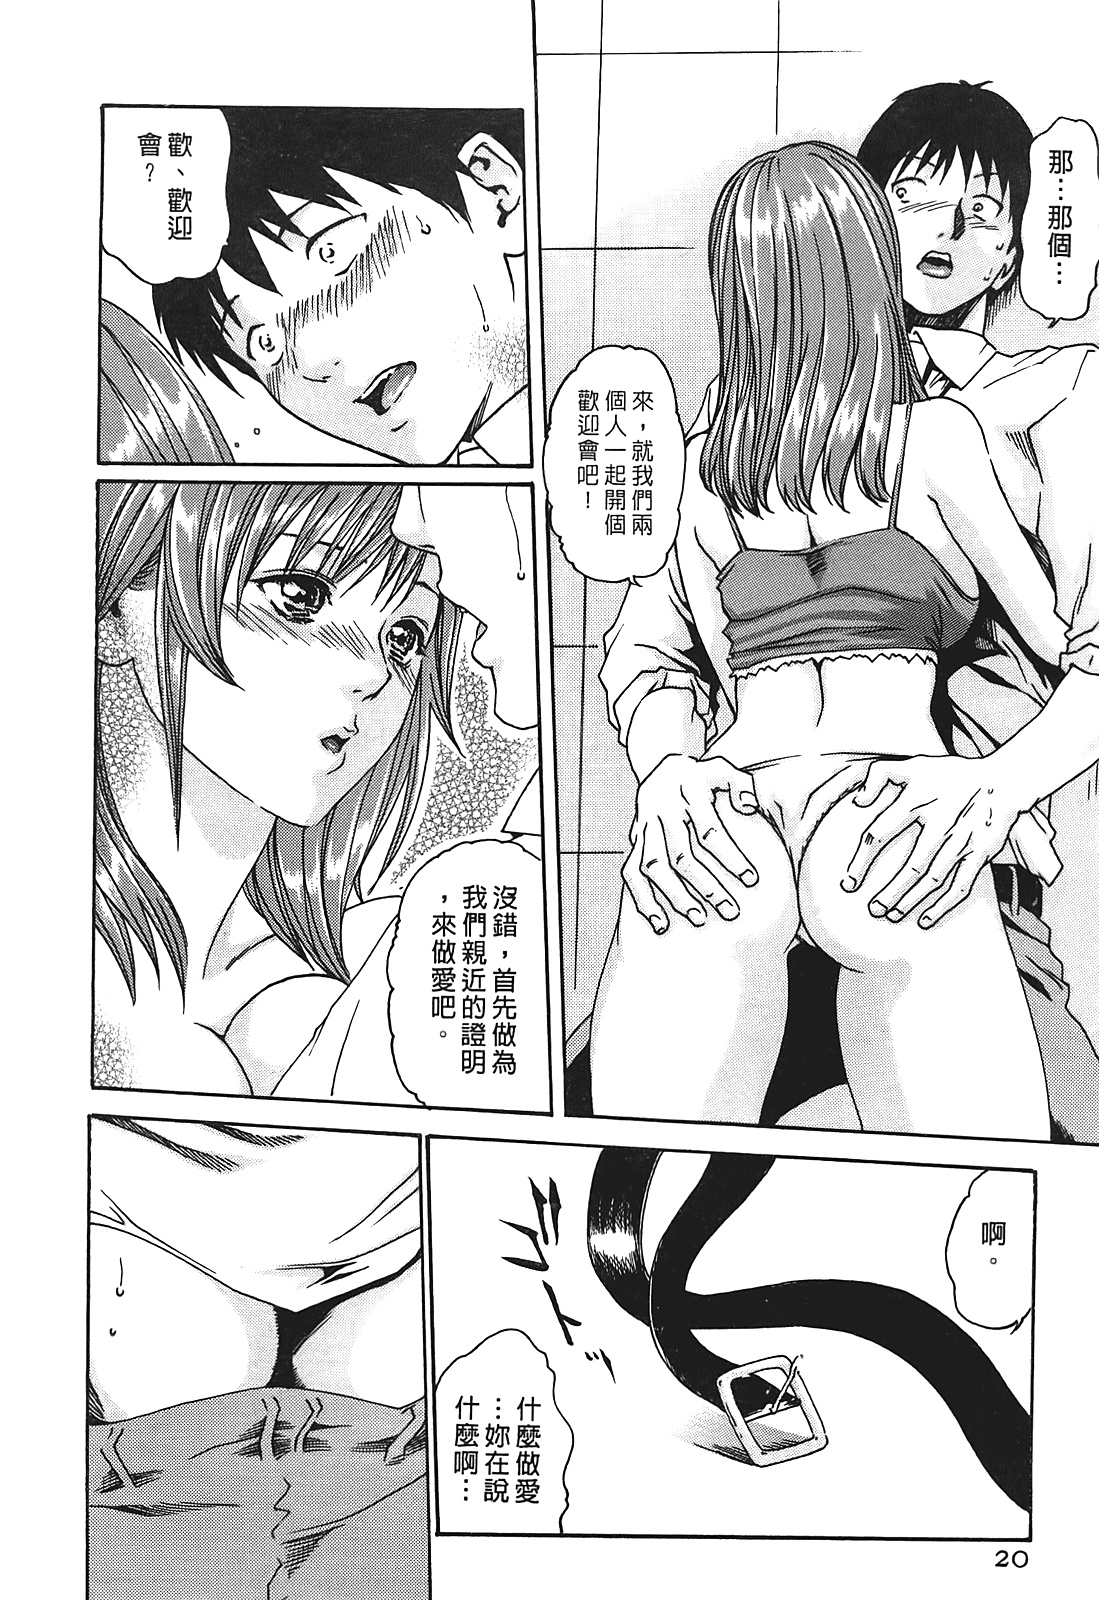 那…那個…
來，就我們兩
個人一起開個
歡迎會吧！
歡、歡迎
會？
沒錯，首先做為
我們親近的證明
，來做愛吧。
啊。
什麼做愛
…妳在說
什麼啊…
20